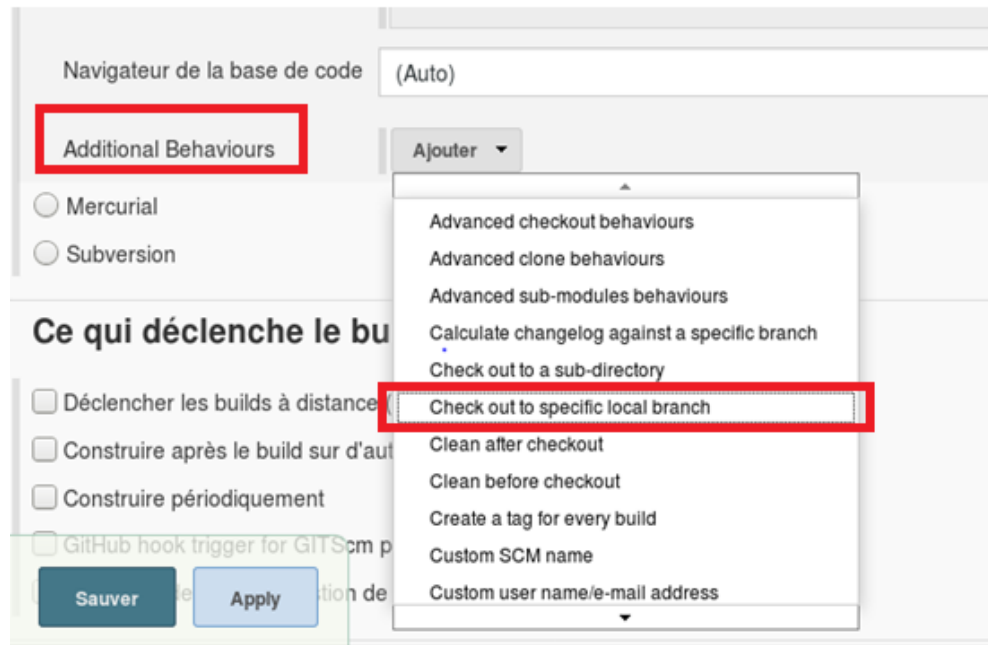 Navigateur de la base de code
(Auto)
Additional Behaviours
Ajouter
Mercurial
Subversion
Advanced checkout behaviours
Advanced clone behaviours
Advanced sub-modules behaviours
Calculate changelog against a specific branch
Check out to a sub-directory
Check out to specific local branch
Clean after checkout
Clean before checkout
Create a tag for every build
Custom SCM name
Custom user name/e-mail address
Ce qui déclenche le bu
Déclencher les builds à distance (
Construire après le build sur d'aut
Construire périodiquement
GitHub hook trigger for GITScm p
de
Sauver
Apply